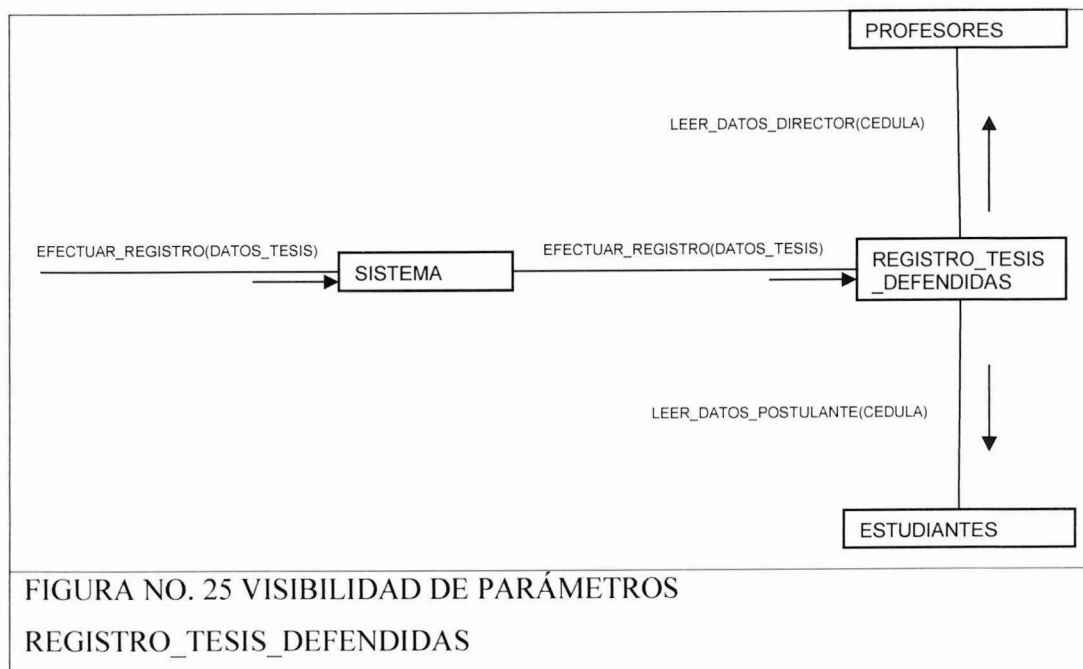 PROFESORES
LEER_DATOS_DIRECTOR(CEDULA)
EFECTUAR_REGISTRO(DATOS_TESIS)
SISTEMA
EFECTUAR_REGISTRO(DATOS_TESIS)
REGISTRO_TESIS
_DEFENDIDAS
LEER_DATOS_POSTULANTE(CEDULA)
ESTUDIANTES
FIGURA NO. 25 VISIBILIDAD DE PARÁMETROS
REGISTRO_TESIS_DEFENDIDAS